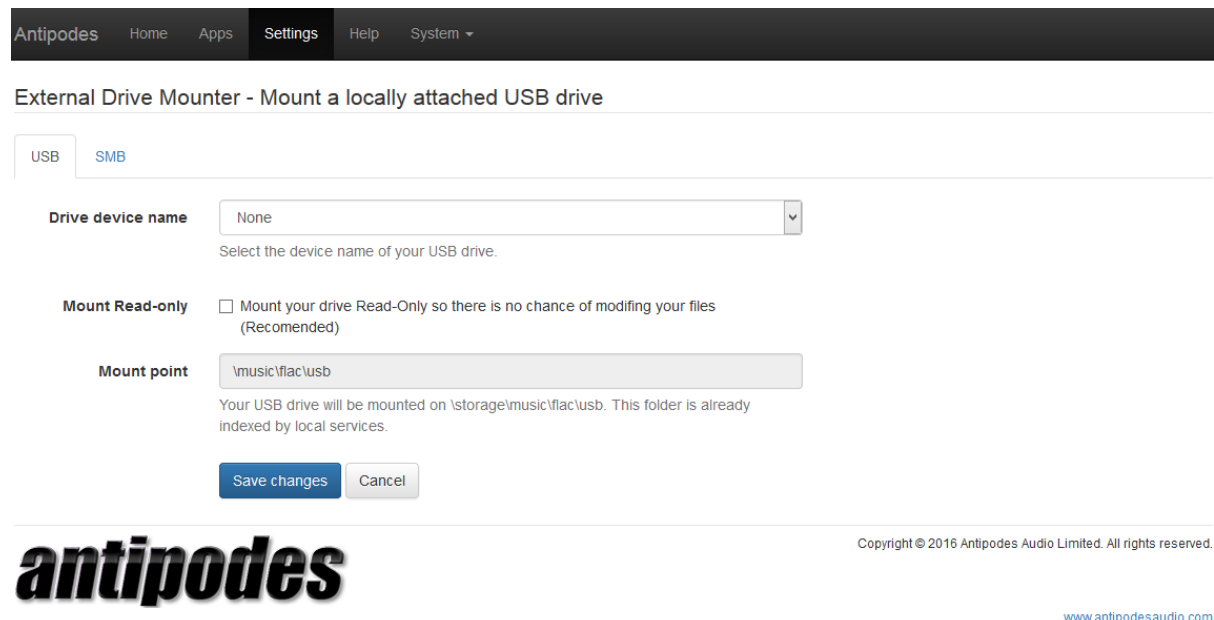 Antipodes Home Apps Settings Help System
External Drive Mounter - Mount a locally attached USB drive
USB SMB
Drive device name None
Select the device name of your USB drive.
Mount Read-only Mount your drive Read-Only so there is no chance of modifing your files
(Recomended)
Mount point \music\flac\usb
Your USB drive will be mounted on \storage\music\flac\usb. This folder is already
indexed by local services.
Save changes Cancel
antipodes
Copyright © 2016 Antipodes Audio Limited. All rights reserved.
www.antipodesaudio.com